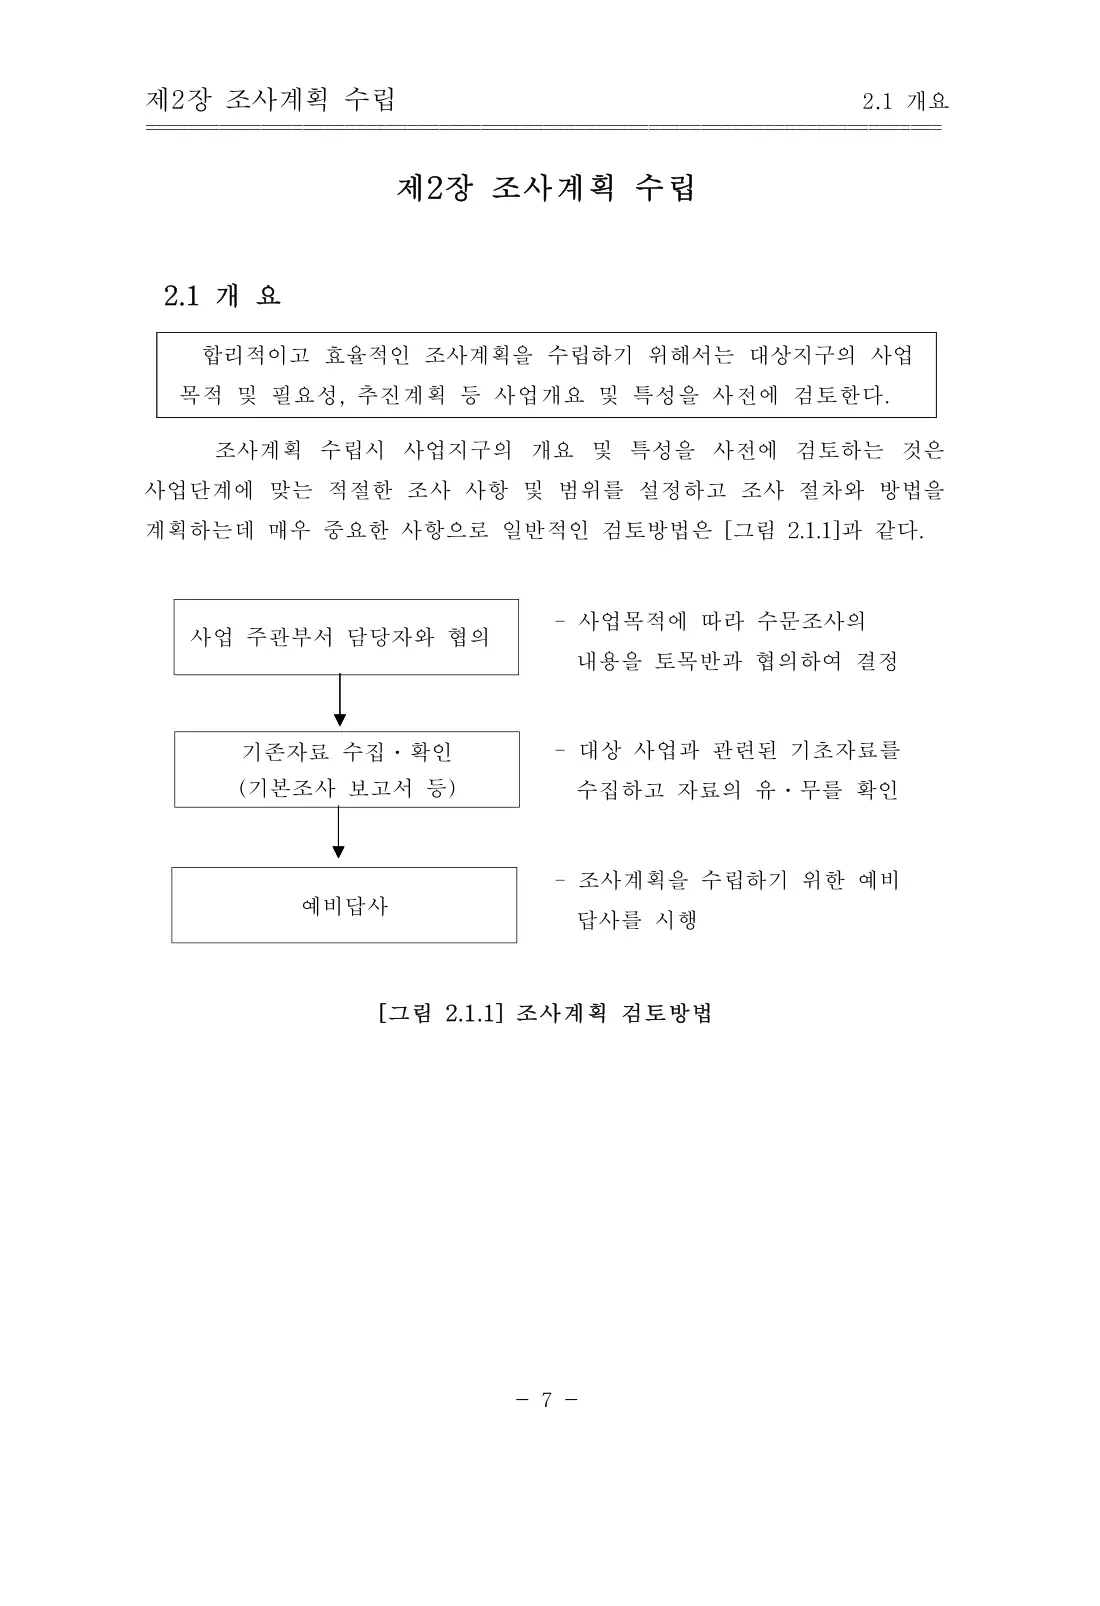 제2장 조사계획 수립 2.1 개요
제2장 조사계획 수립
2.1 개 요
합리적이고 효율적인 조사계획을 수립하기 위해서는 대상지구의 사업
목적 및 필요성, 추진계획 등 사업개요 및 특성을 사전에 검토한다.
조사계획 수립시 사업지구의 개요 및 특성을 사전에 검토하는 것은
사업단계에 맞는 적절한 조사 사항 및 범위를 설정하고 조사 절차와 방법을
계획하는데 매우 중요한 사항으로 일반적인 검토방법은 [그림 2.1.1]과 같다.
사업 주관부서 담당자와 협의
- 사업목적에 따라 수문조사의
내용을 토목반과 협의하여 결정
기존자료 수집·확인
(기본조사 보고서 등)
- 대상 사업과 관련된 기초자료를
수집하고 자료의 유·무를 확인
예비답사
- 조사계획을 수립하기 위한 예비
답사를 시행
[그림 2.1.1] 조사계획 검토방법
- 7 -